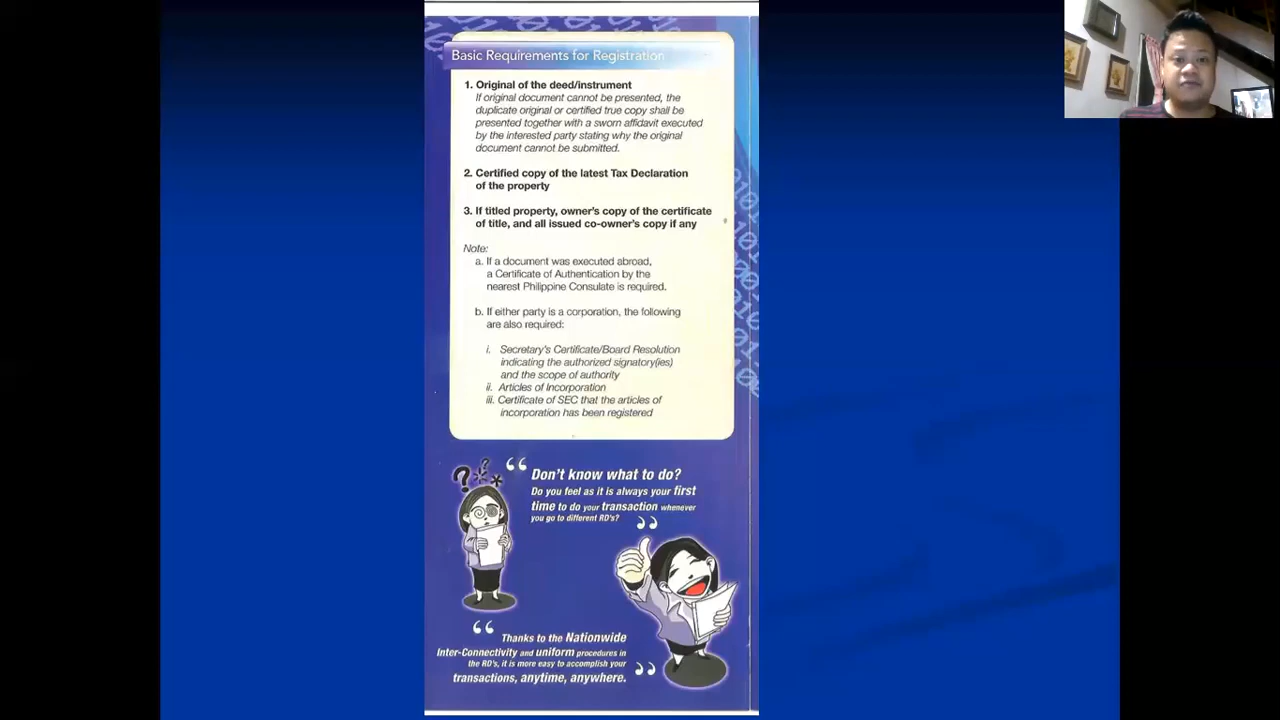 Basic Requirements for Registration
1. Original of the deed/instrument
If original document cannot be presented, the
duplicate original or certified true copy shall be
presented together with a sworn affidavit executed
by the interested party stating why the original
document cannot be submitted.
2. Certified copy of the latest Tax Declaration
of the property
3. If titled property, owner's copy of the certificate
of title, and all issued co-owner's copy if any
Note:
a. If a document was executed abroad,
a Certificate of Authentication by the
nearest Philippine Consulate is required.
b. If either party is a corporation, the following
are also required:
i. Secretary's Certificate/Board Resolution
indicating the authorized signatory(ies)
and the scope of authority
ii. Articles of Incorporation
iii. Certificate of SEC that the articles of
incorporation has been registered
?ʔ**
“ Don't know what to do?
Do you feel as it is always your first
time to do your transaction whenever
you go to different RD's? ”
“ Thanks to the Nationwide
Inter-Connectivity and uniform procedures in
the RD's, it is more easy to accomplish your
transactions, anytime, anywhere. ”